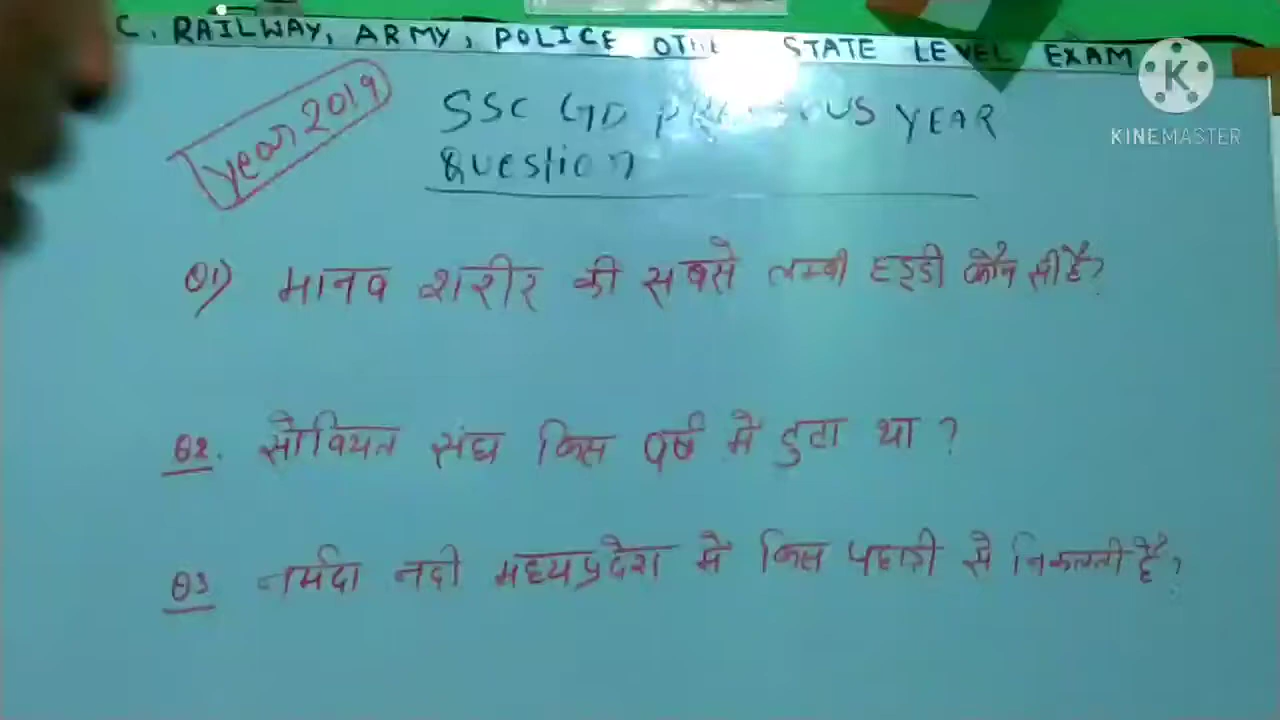 C, RAILWAY, ARMY, POLICE STATE LEVEL EXAM
KINEMASTER
year 2019
SSC GD YEAR
Question
Q1) मानव शरीर की सबसे लम्बी हड्डी कौन सी है?
Q2. सोवियत संघ किस वर्ष मे टुटा था ?
Q3 नर्मदा नदी मध्यप्रदेश मे किस पहाड़ी से निकलती है?